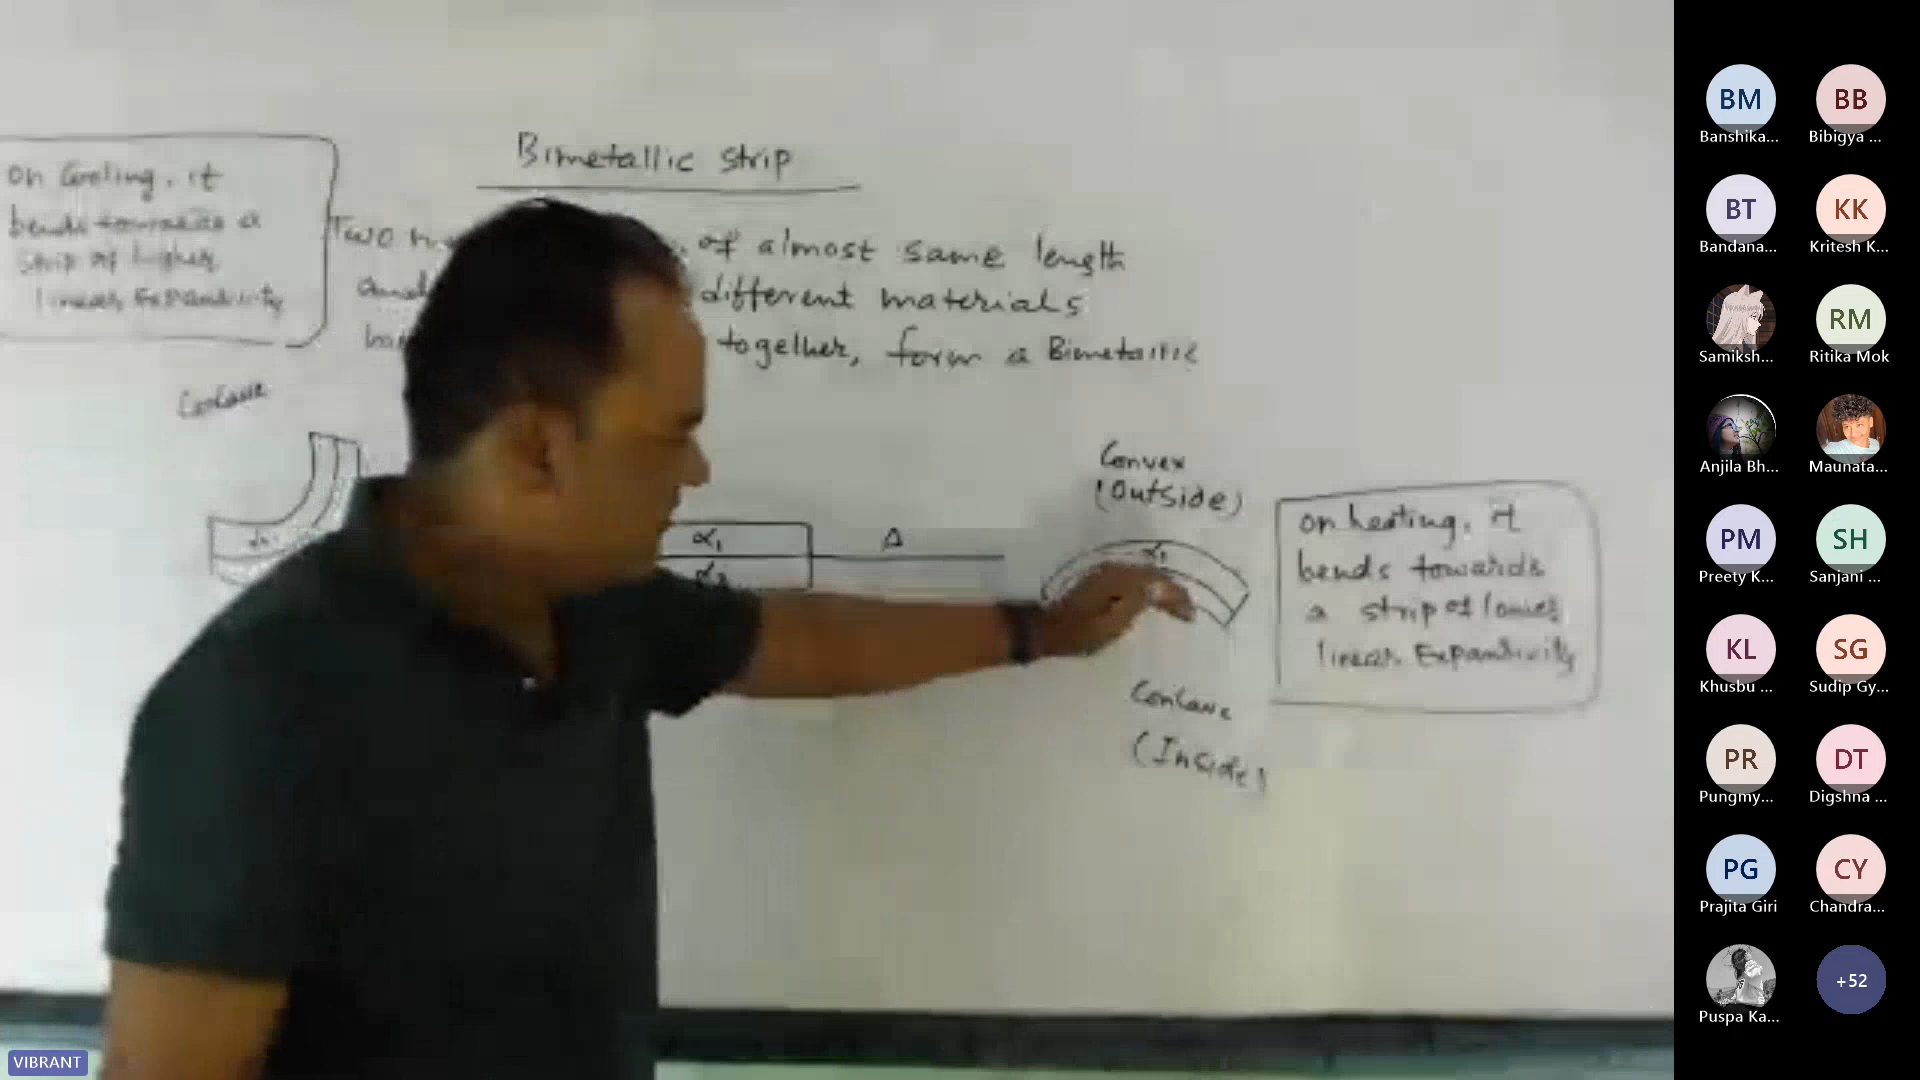 Bimetallic strip
on Cooling, it
bends towards a
strip of higher
linear Expansivity
Two of almost same length
and different materials
together, form a Bimetallic
Concave
α1
Δ
Convex
(Outside)
α1
on heating, it
bends towards
a strip of lower
linear Expansivity
Concave
(Inside)
BM
Banshika...
BB
Bibigya ...
BT
Bandana...
KK
Kritesh K...
Samiksh...
RM
Ritika Mok
Anjila Bh...
Maunata...
PM
Preety K...
SH
Sanjani ...
KL
Khusbu ...
SG
Sudip Gy...
PR
Pungmy...
DT
Digshna ...
PG
Prajita Giri
CY
Chandra...
Puspa Ka...
+52
VIBRANT